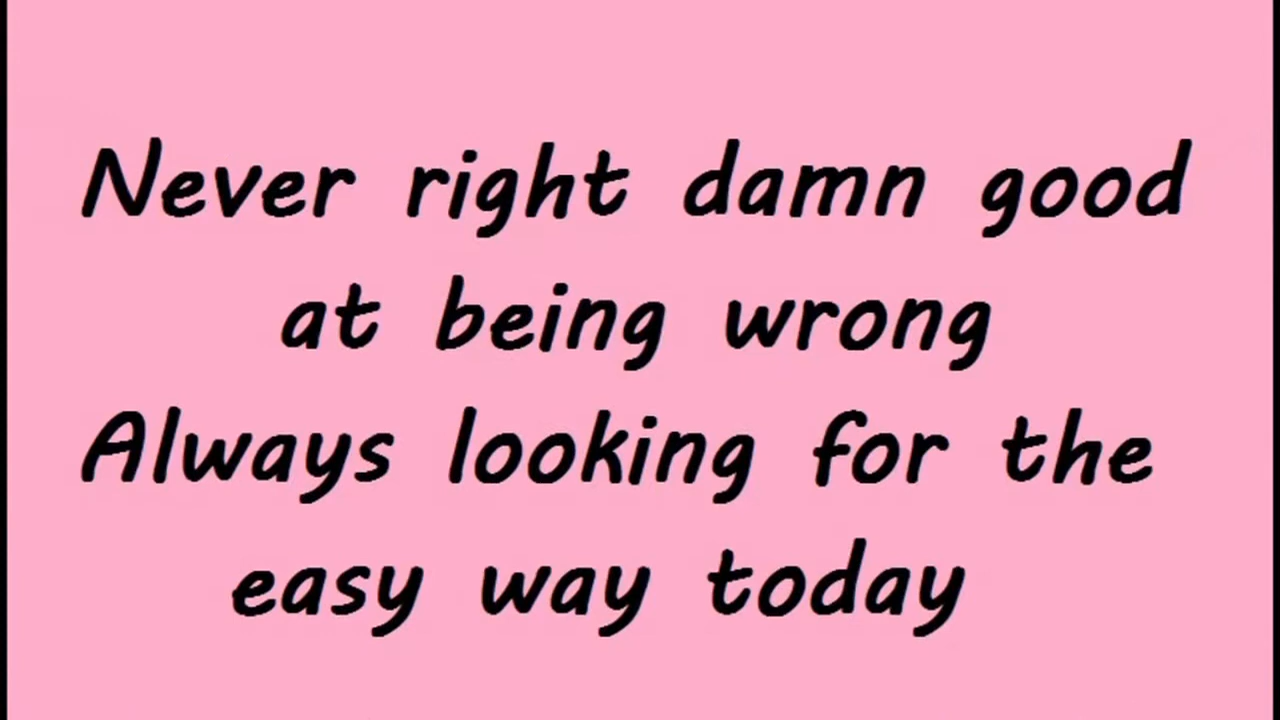 Never right damn good
at being wrong
Always looking for the
easy way today